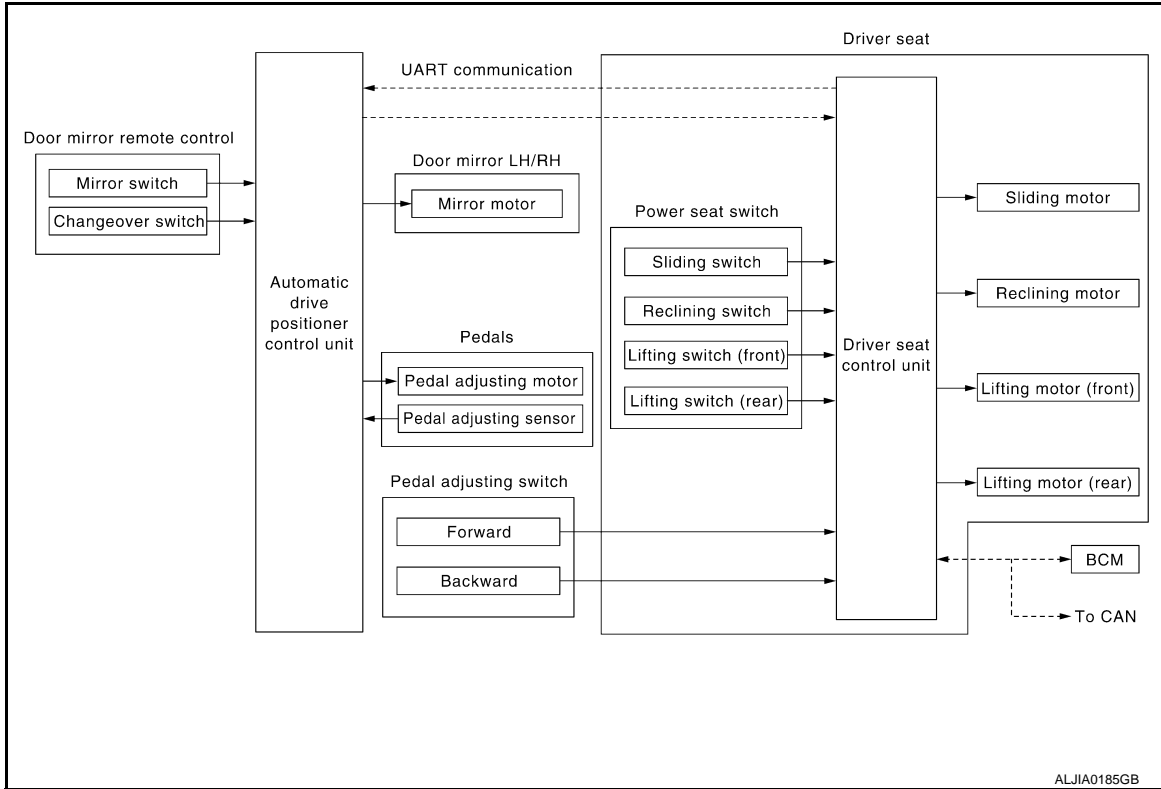 Driver seat
UART communication
Door mirror remote control
Mirror switch
Changeover switch
Automatic
drive
positioner
control unit
Door mirror LH/RH
Mirror motor
Pedals
Pedal adjusting motor
Pedal adjusting sensor
Pedal adjusting switch
Forward
Backward
Power seat switch
Sliding switch
Reclining switch
Lifting switch (front)
Lifting switch (rear)
Driver seat
control unit
Sliding motor
Reclining motor
Lifting motor (front)
Lifting motor (rear)
BCM
To CAN
ALJIA0185GB